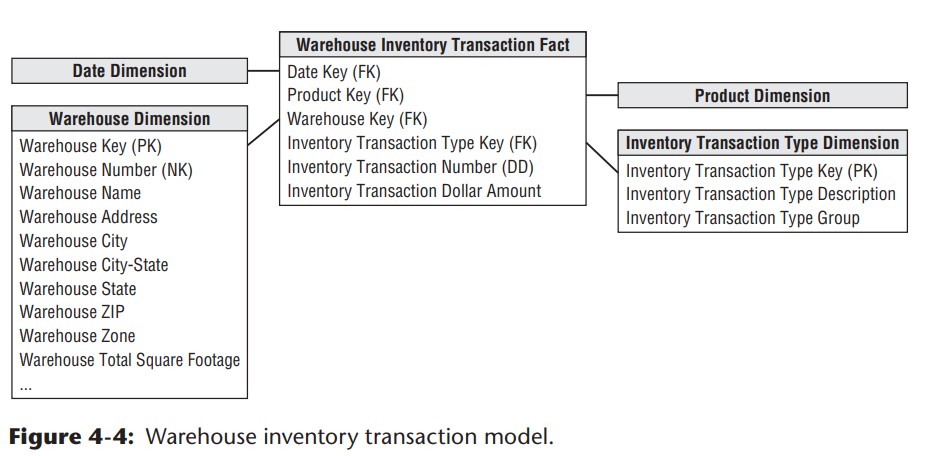 Date Dimension
Warehouse Dimension
Warehouse Key (PK)
Warehouse Number (NK)
Warehouse Name
Warehouse Address
Warehouse City
Warehouse City-State
Warehouse State
Warehouse ZIP
Warehouse Zone
Warehouse Total Square Footage
...
Warehouse Inventory Transaction Fact
Date Key (FK)
Product Key (FK)
Warehouse Key (FK)
Inventory Transaction Type Key (FK)
Inventory Transaction Number (DD)
Inventory Transaction Dollar Amount
Product Dimension
Inventory Transaction Type Dimension
Inventory Transaction Type Key (PK)
Inventory Transaction Type Description
Inventory Transaction Type Group
Figure 4-4: Warehouse inventory transaction model.